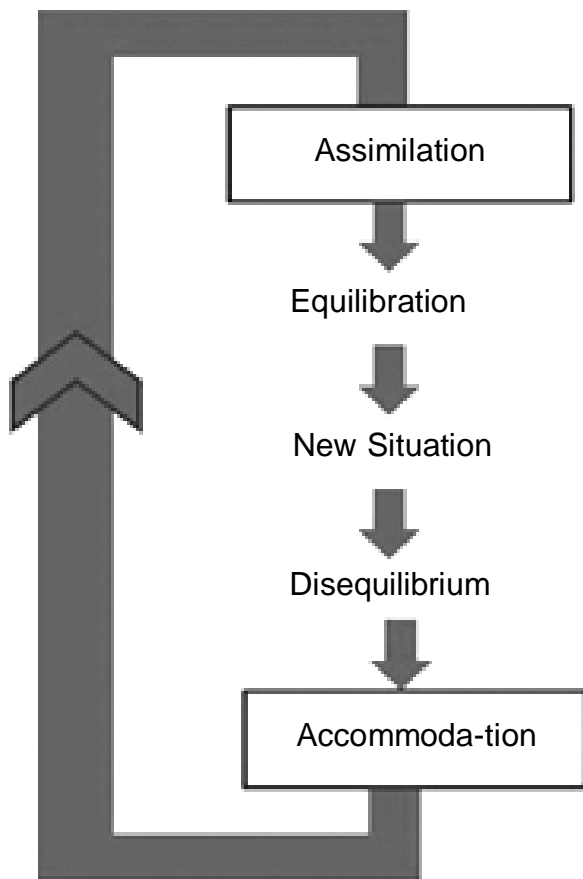 Assimilation
Equilibration
New Situation
Disequilibrium
Accommoda-tion